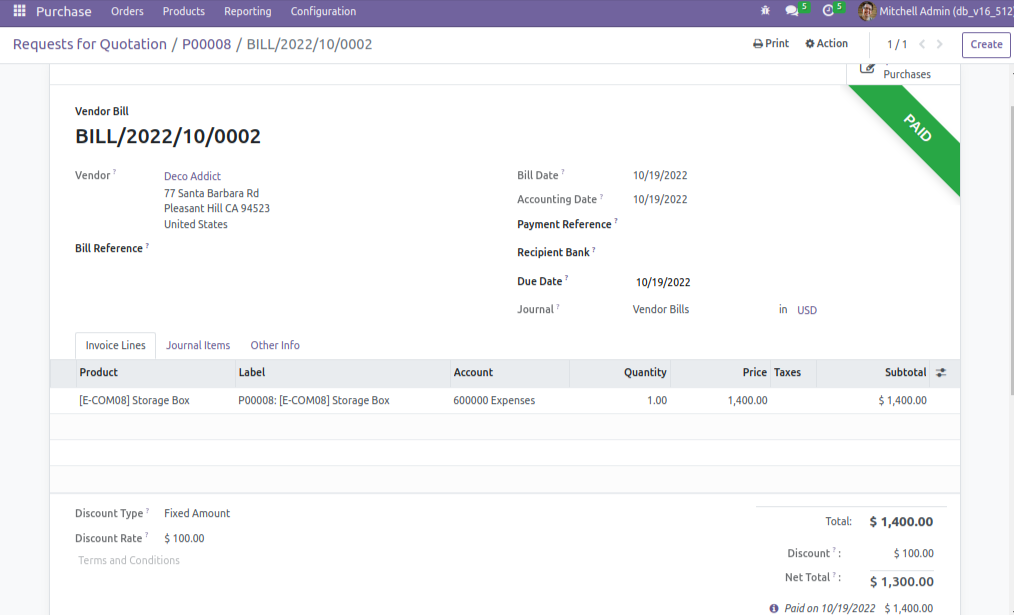 Purchase Orders Products Reporting Configuration 5 5 Mitchell Admin (db_v16_512
Requests for Quotation / P00008 / BILL/2022/10/0002 Print Action 1 / 1 Create
Purchases
PAID
Vendor Bill
BILL/2022/10/0002
Vendor ? Deco Addict
77 Santa Barbara Rd
Pleasant Hill CA 94523
United States
Bill Reference ?
Bill Date ? 10/19/2022
Accounting Date ? 10/19/2022
Payment Reference ?
Recipient Bank ?
Due Date ? 10/19/2022
Journal ? Vendor Bills in USD
Invoice Lines Journal Items Other Info
Product Label Account Quantity Price Taxes Subtotal
[E-COM08] Storage Box P00008: [E-COM08] Storage Box 600000 Expenses 1.00 1,400.00 $ 1,400.00
Discount Type ? Fixed Amount
Discount Rate ? $ 100.00
Terms and Conditions
Total: $ 1,400.00
Discount ? : $ 100.00
Net Total ? : $ 1,300.00
Paid on 10/19/2022 $ 1,400.00